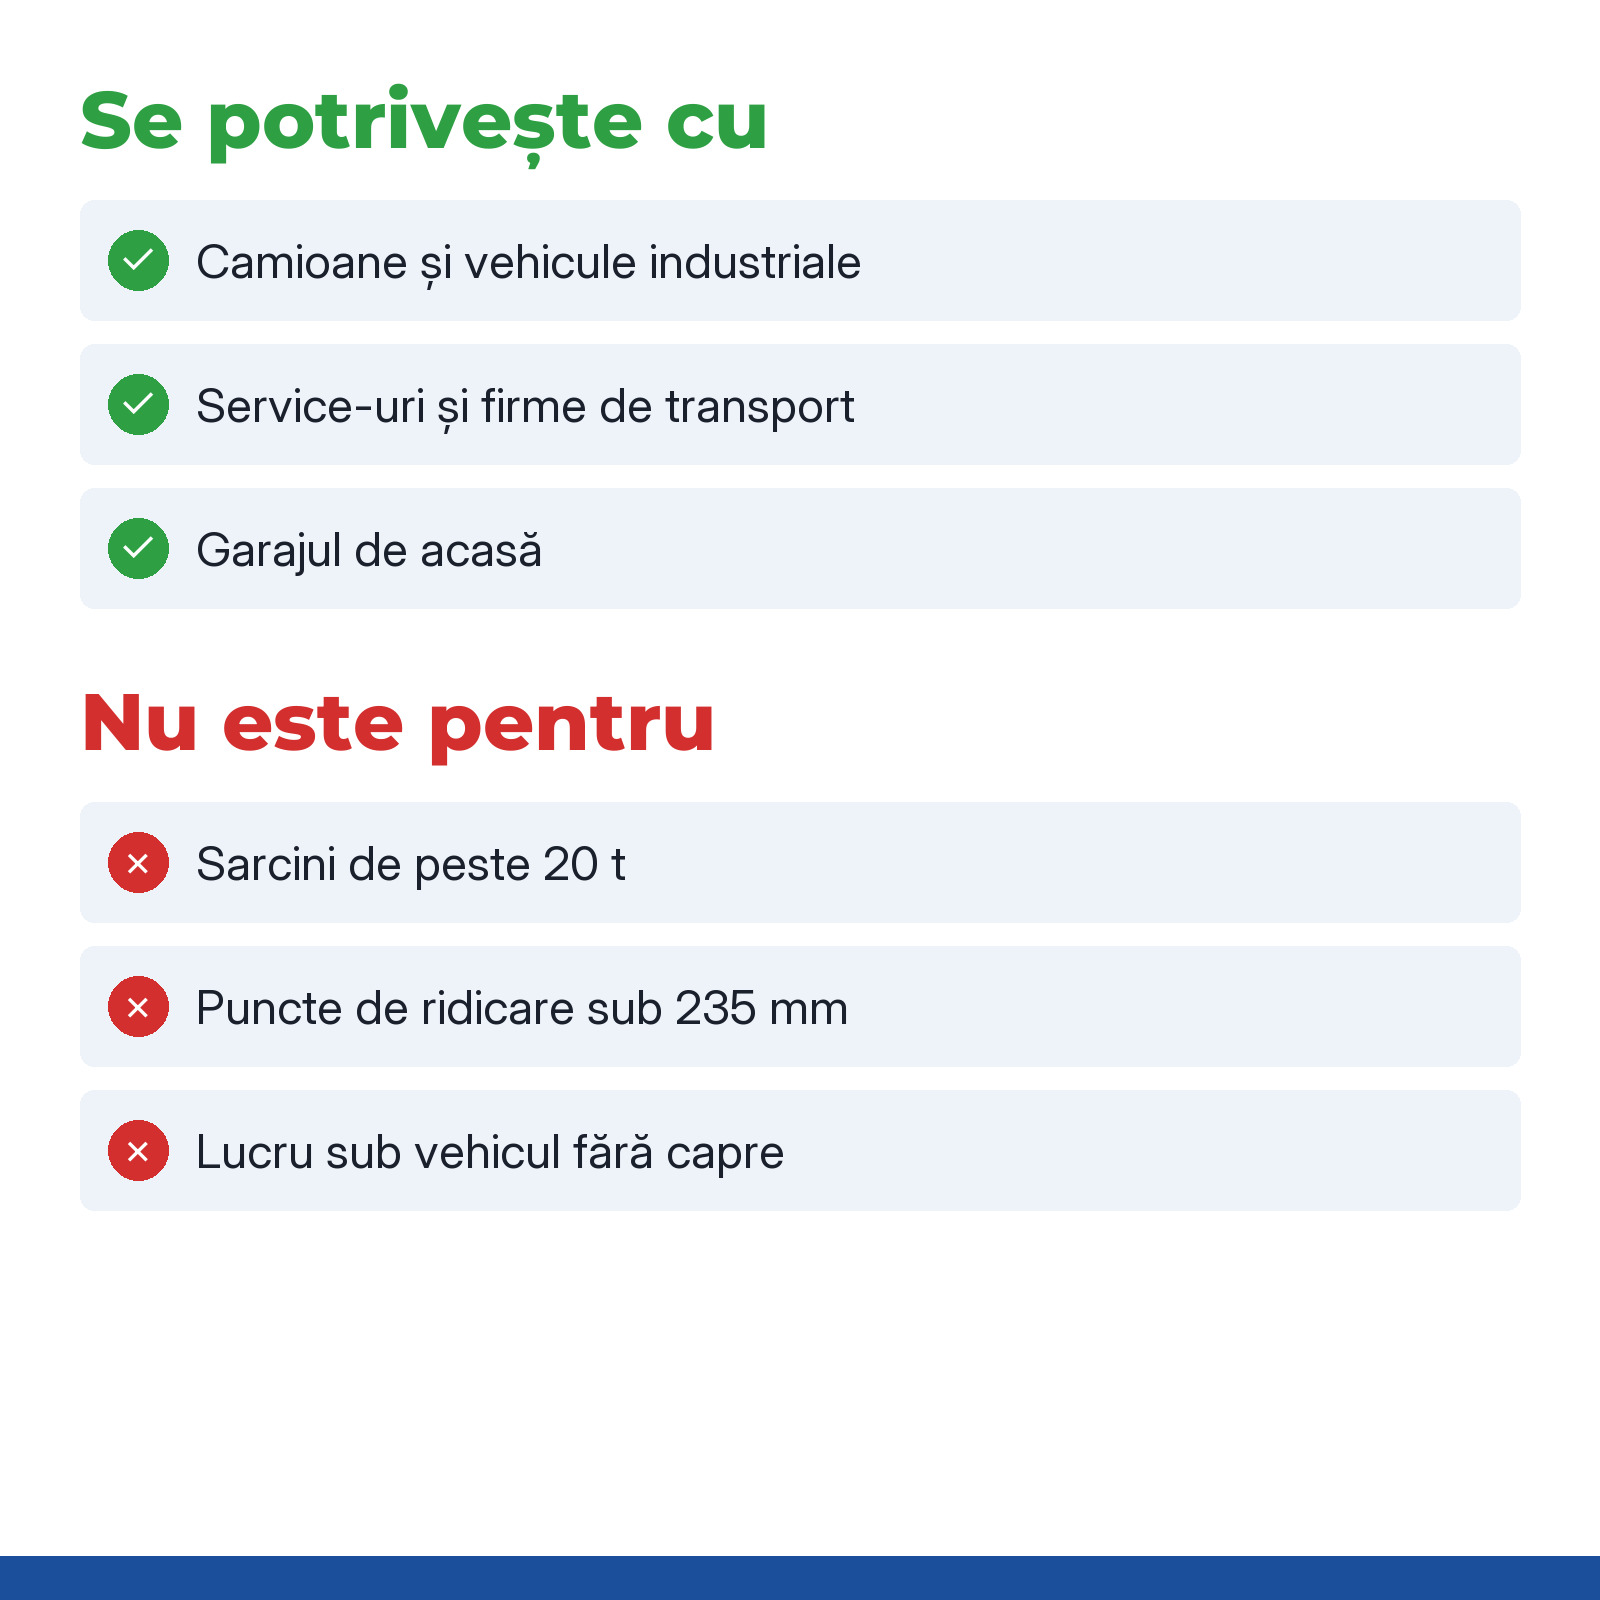 Se potrivește cu
Camioane și vehicule industriale
Service-uri și firme de transport
Garajul de acasă
Nu este pentru
Sarcini de peste 20 t
Puncte de ridicare sub 235 mm
Lucru sub vehicul fără capre